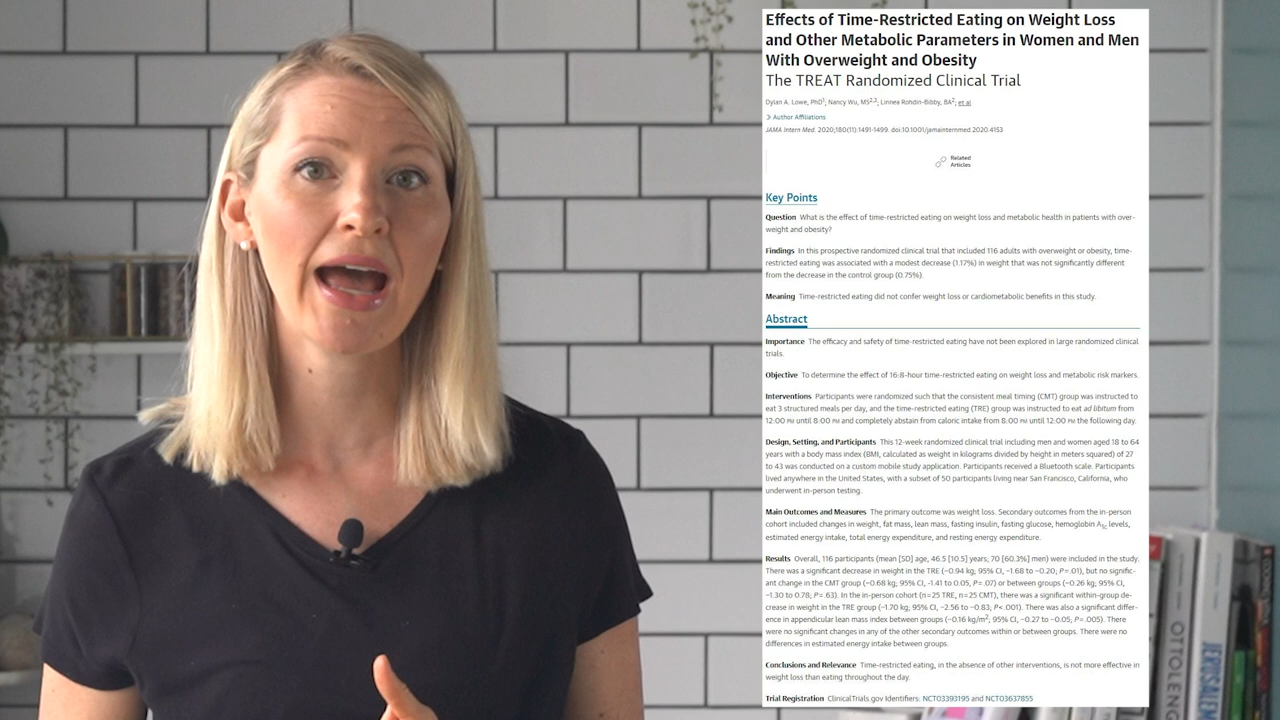 Effects of Time-Restricted Eating on Weight Loss
and Other Metabolic Parameters in Women and Men
With Overweight and Obesity
The TREAT Randomized Clinical Trial
Dylan A. Lowe, PhD1; Nancy Wu, MS2,3; Linnea Rohdin-Bibby, BA2; et al
Author Affiliations
JAMA Intern Med. 2020;180(11):1491-1499. doi:10.1001/jamainternmed.2020.4153
Related
Articles
Key Points
Question What is the effect of time-restricted eating on weight loss and metabolic health in patients with over-
weight and obesity?
Findings In this prospective randomized clinical trial that included 116 adults with overweight or obesity, time-
restricted eating was associated with a modest decrease (1.17%) in weight that was not significantly different
from the decrease in the control group (0.75%).
Meaning Time-restricted eating did not confer weight loss or cardiometabolic benefits in this study.
Abstract
Importance The efficacy and safety of time-restricted eating have not been explored in large randomized clinical
trials.
Objective To determine the effect of 16:8-hour time-restricted eating on weight loss and metabolic risk markers.
Interventions Participants were randomized such that the consistent meal timing (CMT) group was instructed to
eat 3 structured meals per day, and the time-restricted eating (TRE) group was instructed to eat ad libitum from
12:00 PM until 8:00 PM and completely abstain from caloric intake from 8:00 PM until 12:00 PM the following day.
Design, Setting, and Participants This 12-week randomized clinical trial including men and women aged 18 to 64
years with a body mass index (BMI, calculated as weight in kilograms divided by height in meters squared) of 27
to 43 was conducted on a custom mobile study application. Participants received a Bluetooth scale. Participants
lived anywhere in the United States, with a subset of 50 participants living near San Francisco, California, who
underwent in-person testing.
Main Outcomes and Measures The primary outcome was weight loss. Secondary outcomes from the in-person
cohort included changes in weight, fat mass, lean mass, fasting insulin, fasting glucose, hemoglobin A1c levels,
estimated energy intake, total energy expenditure, and resting energy expenditure.
Results Overall, 116 participants (mean [SD] age, 46.5 [10.5] years; 70 [60.3%] men) were included in the study.
There was a significant decrease in weight in the TRE (−0.94 kg; 95% CI, −1.68 to −0.20; P = .01), but no signific-
ant change in the CMT group (−0.68 kg; 95% CI, -1.41 to 0.05, P = .07) or between groups (−0.26 kg; 95% CI,
−1.30 to 0.78; P = .63). In the in-person cohort (n = 25 TRE, n = 25 CMT), there was a significant within-group de-
crease in weight in the TRE group (−1.70 kg; 95% CI, −2.56 to −0.83; P < .001). There was also a significant differ-
ence in appendicular lean mass index between groups (−0.16 kg/m2; 95% CI, −0.27 to −0.05; P = .005). There
were no significant changes in any of the other secondary outcomes within or between groups. There were no
differences in estimated energy intake between groups.
Conclusions and Relevance Time-restricted eating, in the absence of other interventions, is not more effective in
weight loss than eating throughout the day.
Trial Registration ClinicalTrials.gov Identifiers: NCT03393195 and NCT03637855
OTTOLEN
JERUSALEM